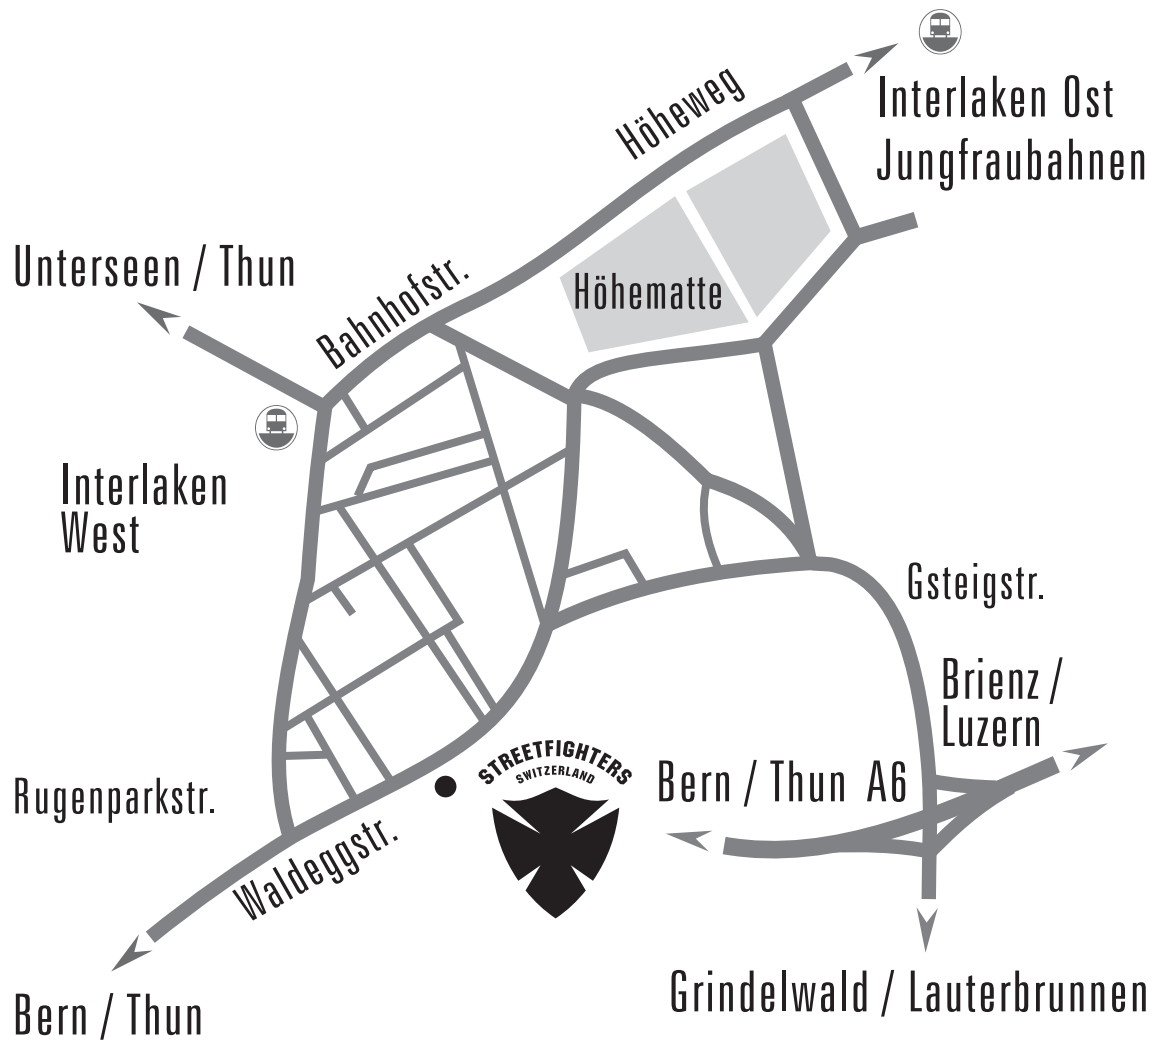 Höheweg
Interlaken Ost
Jungfraubahnen
Unterseen / Thun
Bahnhofstr.
Höhematte
Interlaken
West
Gsteigstr.
Brienz /
Luzern
STREETFIGHTERS
SWITZERLAND
Bern / Thun A6
Rugenparkstr.
Waldeggstr.
Grindelwald / Lauterbrunnen
Bern / Thun